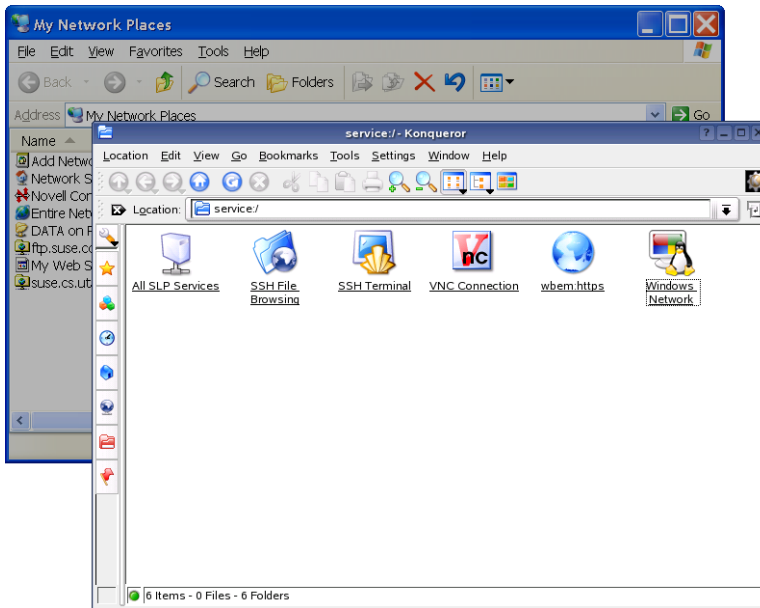 My Network Places
File Edit View Favorites Tools Help
Back Search Folders
Address My Network Places Go
Name
Add Netwo
Network S
Novell Cor
Entire Net
DATA on F
ftp.suse.co
My Web S
suse.cs.ut
service:/ - Konqueror
Location Edit View Go Bookmarks Tools Settings Window Help
Location: service:/
All SLP Services SSH File Browsing SSH Terminal VNC Connection wbem:https Windows Network
6 Items - 0 Files - 6 Folders